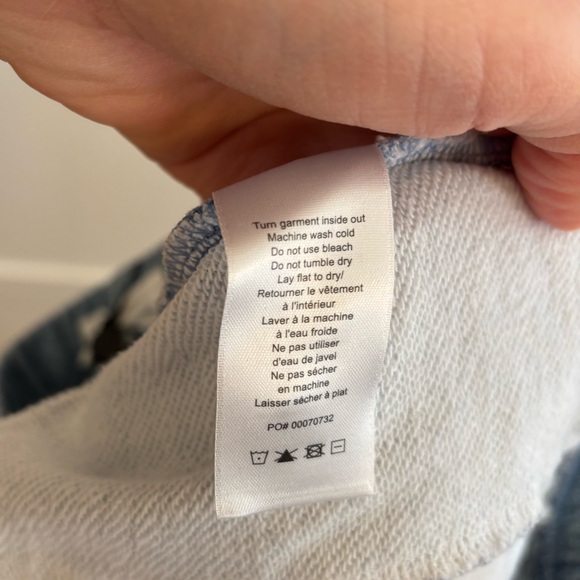 Turn garment inside out
Machine wash cold
Do not use bleach
Do not tumble dry
Lay flat to dry/
Retourner le vêtement
à l'intérieur
Laver à la machine
à l'eau froide
Ne pas utiliser
d'eau de javel
Ne pas sécher
en machine
Laisser sécher à plat
PO# 00070732